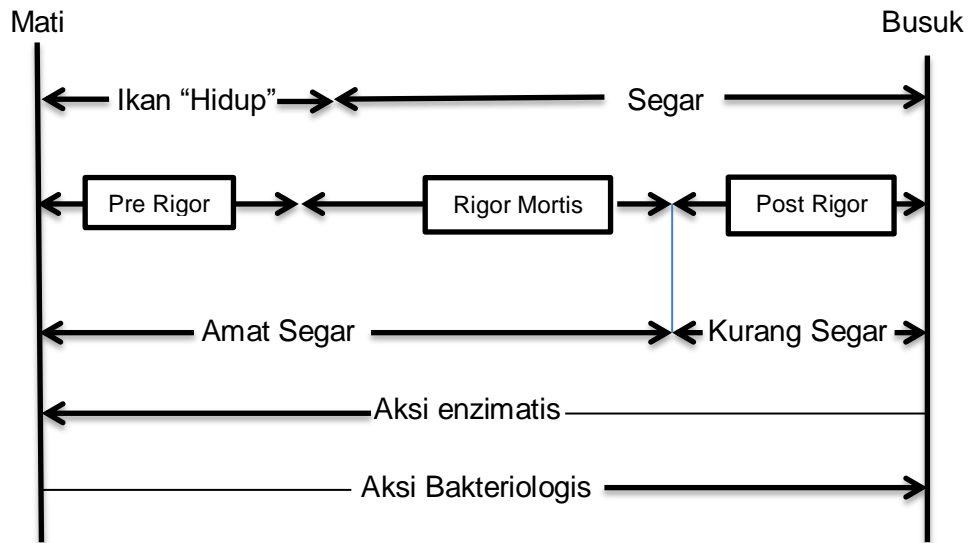 Mati
Busuk
Ikan “Hidup”
Segar
Pre Rigor
Rigor Mortis
Post Rigor
Amat Segar
Kurang Segar
Aksi enzimatis
Aksi Bakteriologis